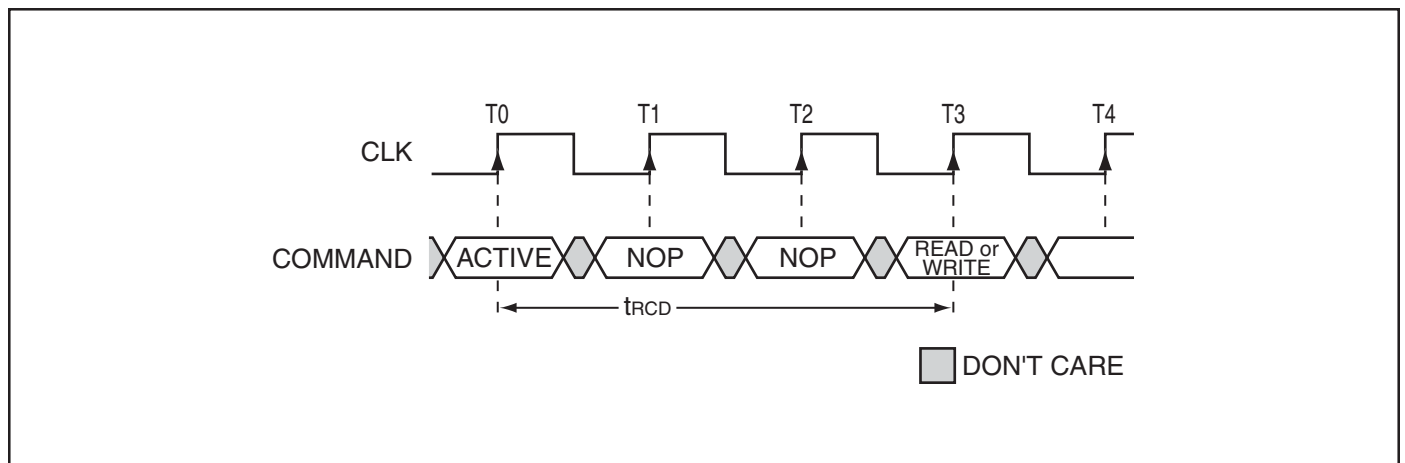 T0 T1 T2 T3 T4
CLK
COMMAND ACTIVE NOP NOP READ or
WRITE
tRCD
DON'T CARE